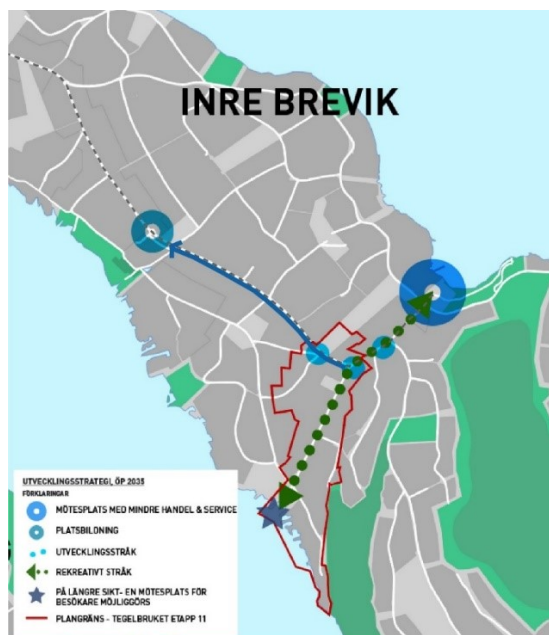 INRE BREVIK
UTVECKLINGSSTRATEGI, ÖP 2035
FÖRKLARINGAR
MÖTESPLATS MED MINDRE HANDEL & SERVICE
PLATSBILDNING
UTVECKLINGSSTRÅK
REKREATIVT STRÅK
PÅ LÄNGRE SIKT- EN MÖTESPLATS FÖR
BESÖKARE MÖJLIGGÖRS
PLANGRÄNS - TEGELBRUKET ETAPP 11